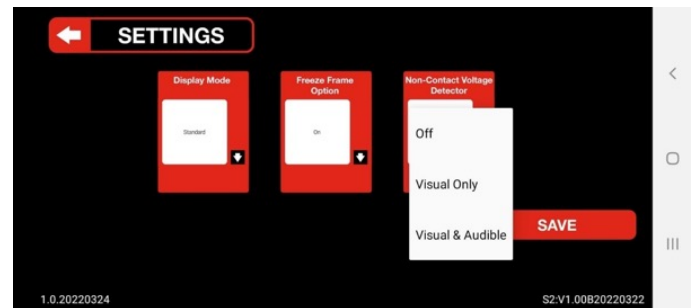 SETTINGS
Display Mode
Standard
Freeze Frame
Option
On
Non-Contact Voltage
Detector
Off
Visual Only
Visual & Audible
SAVE
1.0.20220324
S2:V1.00B20220322